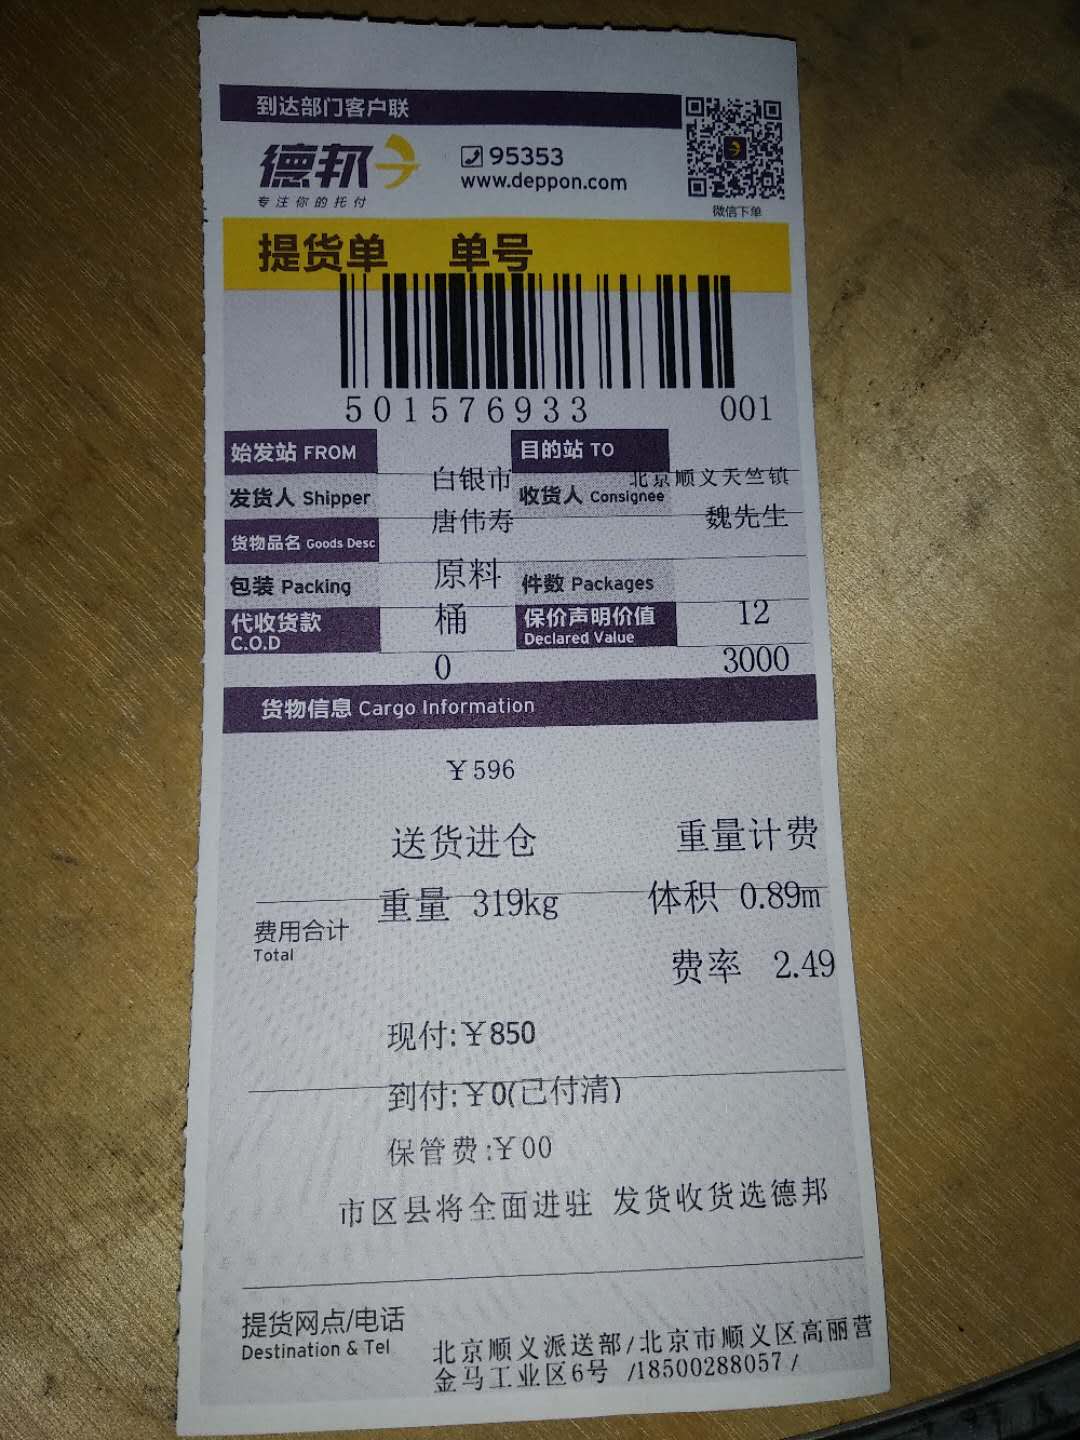 到达部门客户联
德邦
专注你的托付
95353
www.deppon.com
微信下单
提货单 单号
501576933 001
始发站 FROM 白银市 目的站 TO 北京顺义天竺镇
发货人 Shipper 唐伟寿 收货人 Consignee 魏先生
货物品名 Goods Desc 原料
包装 Packing 桶 件数 Packages 12
代收货款 C.O.D 0 保价声明价值 Declared Value 3000
货物信息 Cargo Information
￥596
送货进仓 重量计费
重量 319kg 体积 0.89m
费用合计
Total
费率 2.49
现付:￥850
到付:￥0(已付清)
保管费:￥00
市区县将全面进驻 发货收货选德邦
提货网点/电话
Destination & Tel
北京顺义派送部/北京市顺义区高丽营
金马工业区6号 /18500288057/